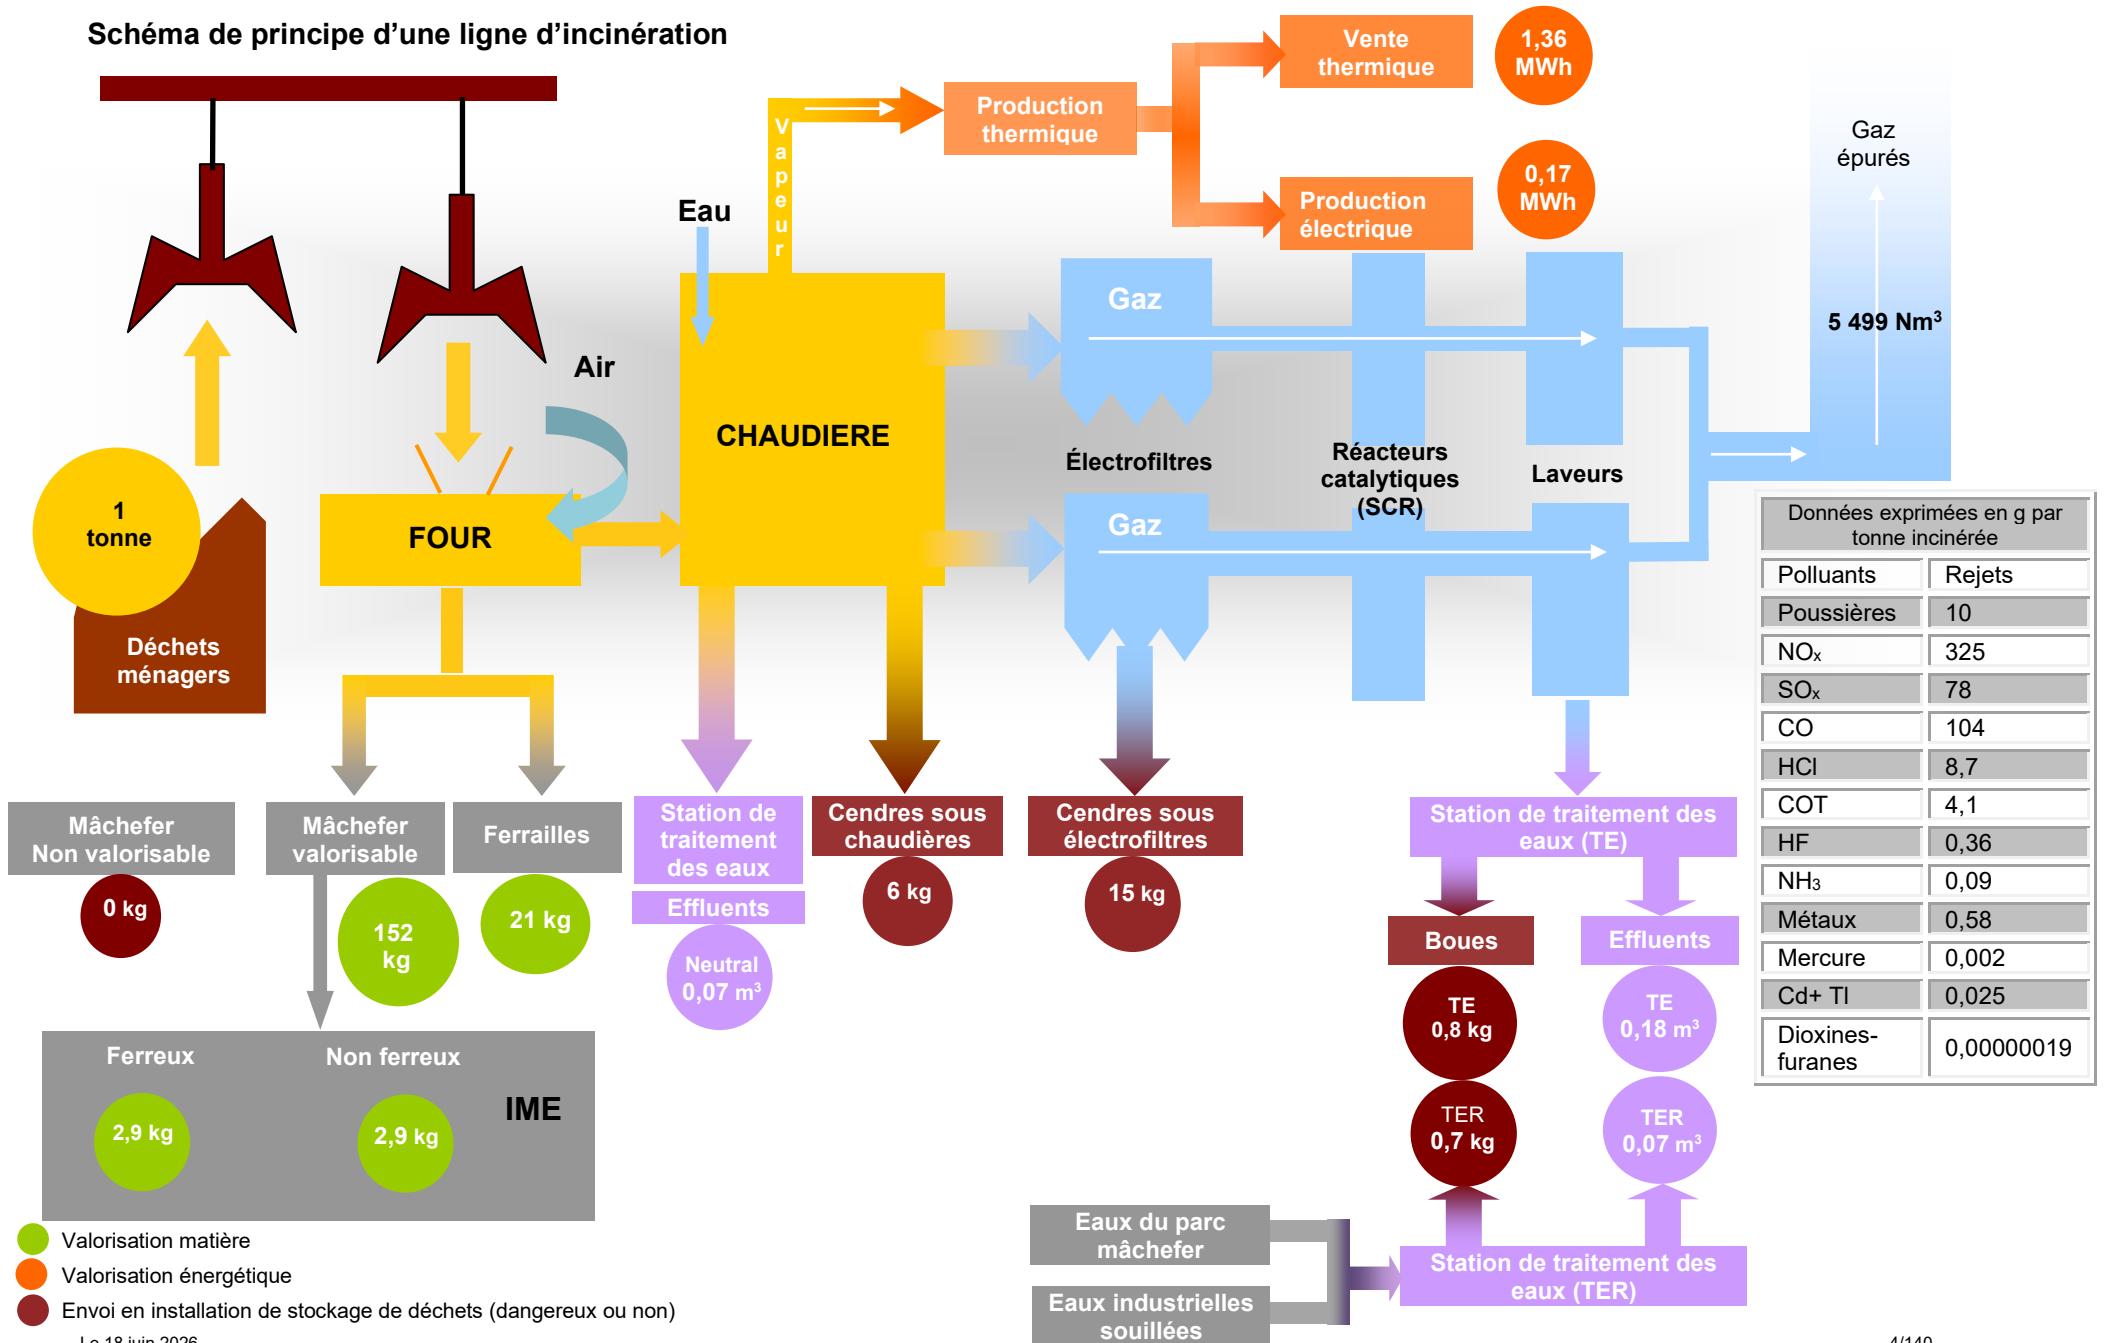 Schéma de principe d’une ligne d’incinération
Vente
thermique
1,36
MWh
Production
thermique
Vapeur
Gaz
épurés
0,17
MWh
Production
électrique
Eau
Gaz
5 499 Nm³
Air
CHAUDIERE
Électrofiltres
Réacteurs
catalytiques
(SCR)
Laveurs
1
tonne
FOUR
Gaz
Déchets
ménagers
Données exprimées en g par
tonne incinérée
Polluants Rejets
Poussières 10
NOₓ 325
SOₓ 78
CO 104
HCl 8,7
COT 4,1
HF 0,36
NH₃ 0,09
Métaux 0,58
Mercure 0,002
Cd+ Tl 0,025
Dioxines-
furanes 0,00000019
Mâchefer
Non valorisable
0 kg
Mâchefer
valorisable
152
kg
Ferrailles
21 kg
Station de
traitement
des eaux
Effluents
Neutral
0,07 m³
Cendres sous
chaudières
6 kg
Cendres sous
électrofiltres
15 kg
Station de traitement des
eaux (TE)
Boues
Effluents
TE
0,8 kg
TE
0,18 m³
TER
0,7 kg
TER
0,07 m³
Ferreux
Non ferreux
IME
2,9 kg
2,9 kg
Eaux du parc
mâchefer
Eaux industrielles
souillées
Station de traitement des
eaux (TER)
Valorisation matière
Valorisation énergétique
Envoi en installation de stockage de déchets (dangereux ou non)
Le 18 juin 2026
4/140